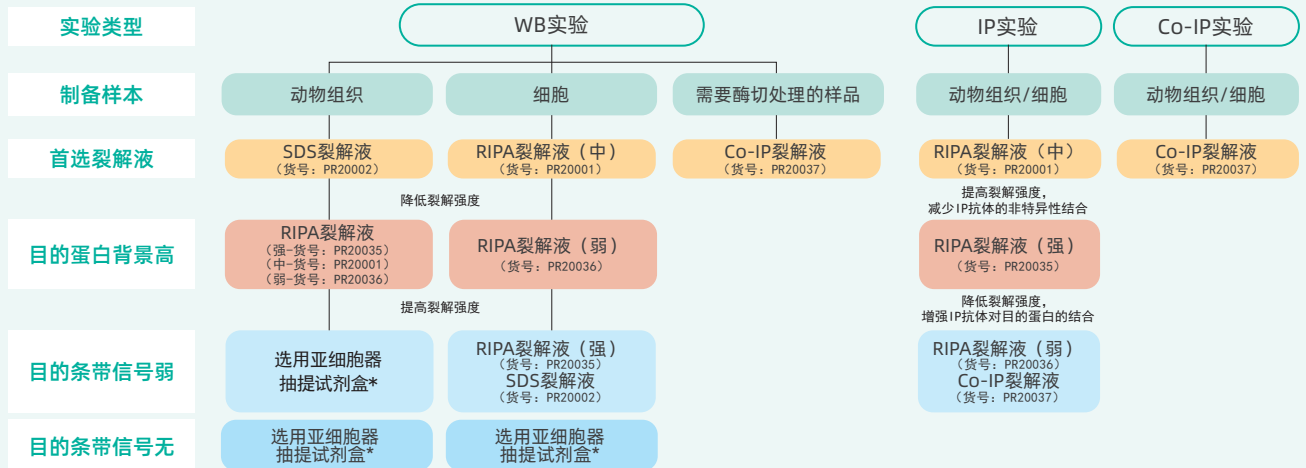 实验类型
WB实验
IP实验
Co-IP实验
制备样本
动物组织
细胞
需要酶切处理的样品
动物组织/细胞
动物组织/细胞
首选裂解液
SDS裂解液
（货号：PR20002）
RIPA裂解液（中）
（货号：PR20001）
Co-IP裂解液
（货号：PR20037）
RIPA裂解液（中）
（货号：PR20001）
Co-IP裂解液
（货号：PR20037）
降低裂解强度
提高裂解强度，
减少IP抗体的非特异性结合
目的蛋白背景高
RIPA裂解液
（强-货号：PR20035）
（中-货号：PR20001）
（弱-货号：PR20036）
RIPA裂解液（弱）
（货号：PR20036）
RIPA裂解液（强）
（货号：PR20035）
提高裂解强度
降低裂解强度，
增强IP抗体对目的蛋白的结合
目的条带信号弱
选用亚细胞器
抽提试剂盒*
RIPA裂解液（强）
（货号：PR20035）
SDS裂解液
（货号：PR20002）
RIPA裂解液（弱）
（货号：PR20036）
Co-IP裂解液
（货号：PR20037）
目的条带信号无
选用亚细胞器
抽提试剂盒*
选用亚细胞器
抽提试剂盒*